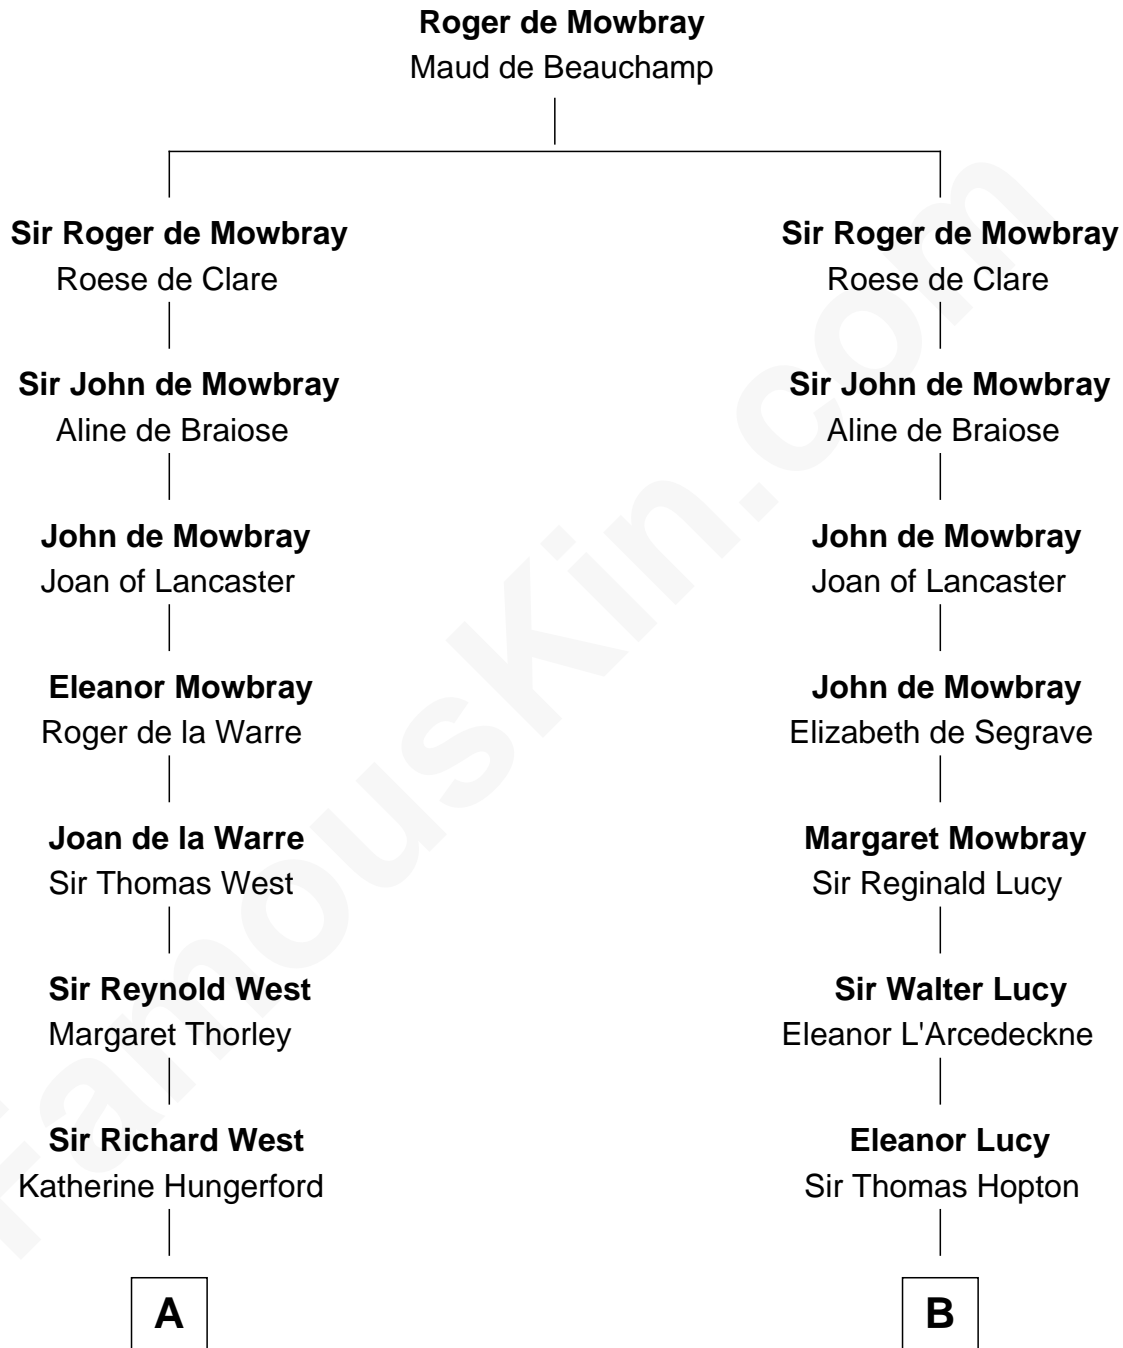 Roger de Mowbray
Maud de Beauchamp
Sir Roger de Mowbray
Roese de Clare
Sir John de Mowbray
Aline de Braiose
John de Mowbray
Joan of Lancaster
Eleanor Mowbray
Roger de la Warre
Joan de la Warre
Sir Thomas West
Sir Reynold West
Margaret Thorley
Sir Richard West
Katherine Hungerford
A
Sir Roger de Mowbray
Roese de Clare
Sir John de Mowbray
Aline de Braiose
John de Mowbray
Joan of Lancaster
John de Mowbray
Elizabeth de Segrave
Margaret Mowbray
Sir Reginald Lucy
Sir Walter Lucy
Eleanor L'Arcedeckne
Eleanor Lucy
Sir Thomas Hopton
B
FamousKin.com